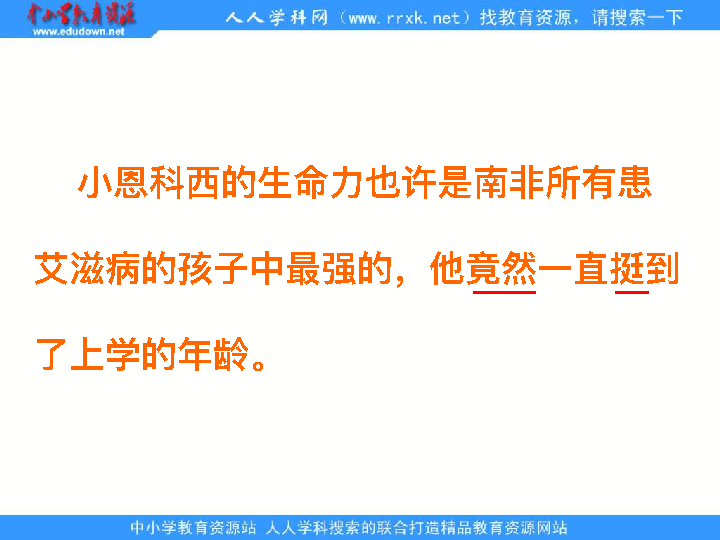 中小学教育资源
www.edudown.net
人人学科网（www.rrxk.net）找教育资源，请搜索一下
小恩科西的生命力也许是南非所有患
艾滋病的孩子中最强的，他竟然一直挺到
了上学的年龄。
中小学教育资源站 人人学科搜索的联合打造精品教育资源网站